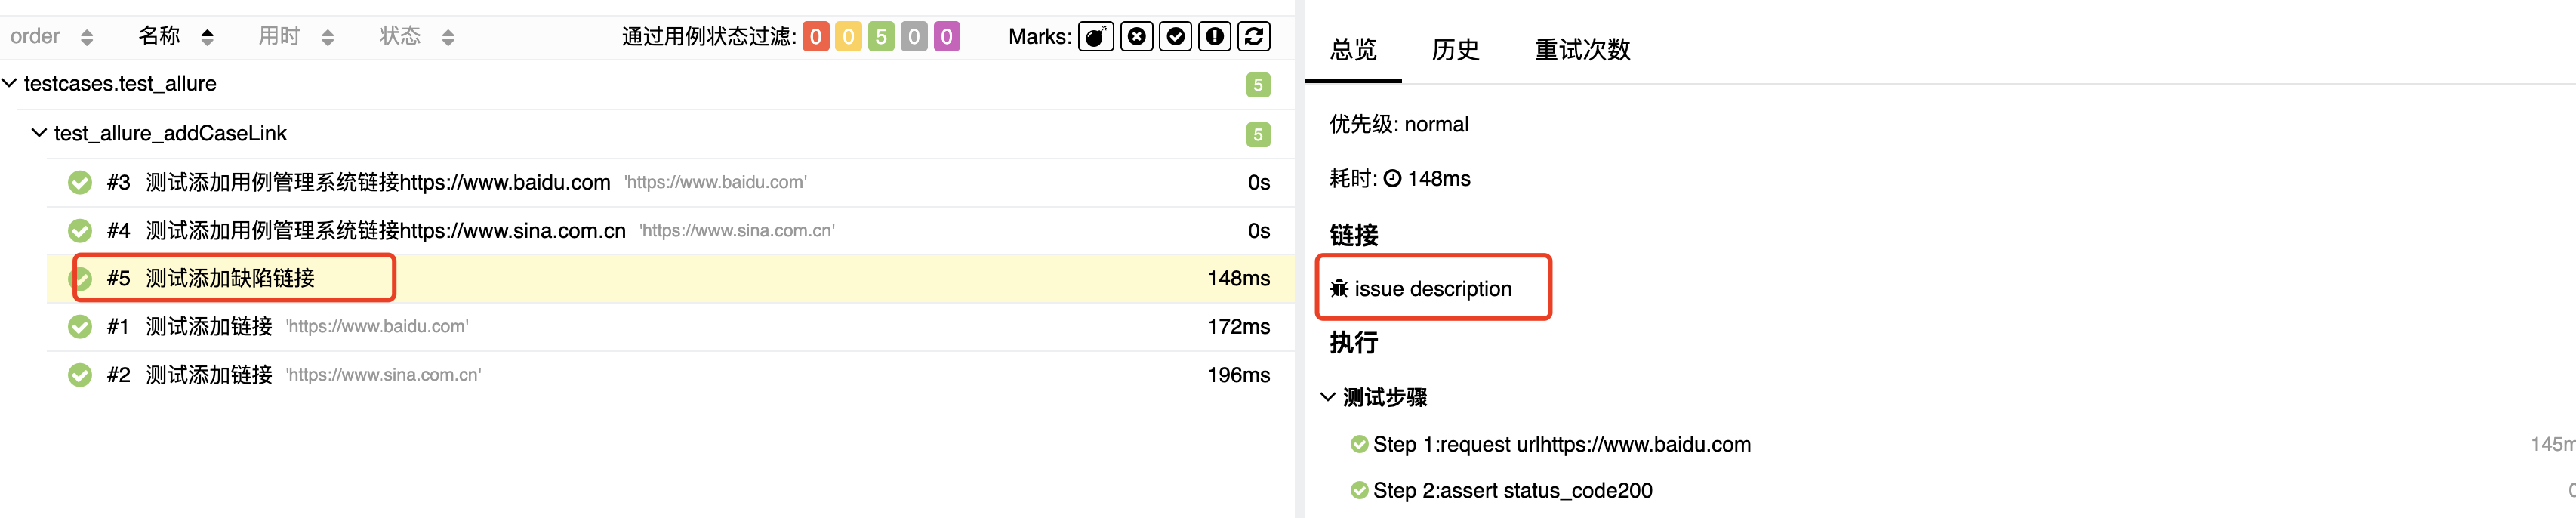 order 名称 用时 状态 通过用例状态过滤: 0 0 5 0 0 Marks:
testcases.test_allure 5
test_allure_addCaseLink 5
#3 测试添加用例管理系统链接https://www.baidu.com 'https://www.baidu.com' 0s
#4 测试添加用例管理系统链接https://www.sina.com.cn 'https://www.sina.com.cn' 0s
#5 测试添加缺陷链接 148ms
#1 测试添加链接 'https://www.baidu.com' 172ms
#2 测试添加链接 'https://www.sina.com.cn' 196ms
总览 历史 重试次数
优先级: normal
耗时: 148ms
链接
issue description
执行
测试步骤
Step 1:request urlhttps://www.baidu.com
Step 2:assert status_code200